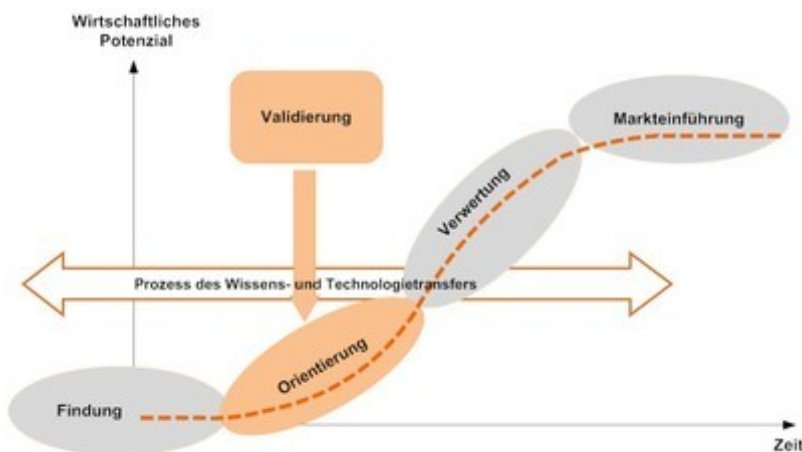 Wirtschaftliches
Potenzial
Validierung
Markteinführung
Verwertung
Prozess des Wissens- und Technologietransfers
Orientierung
Findung
Zeit